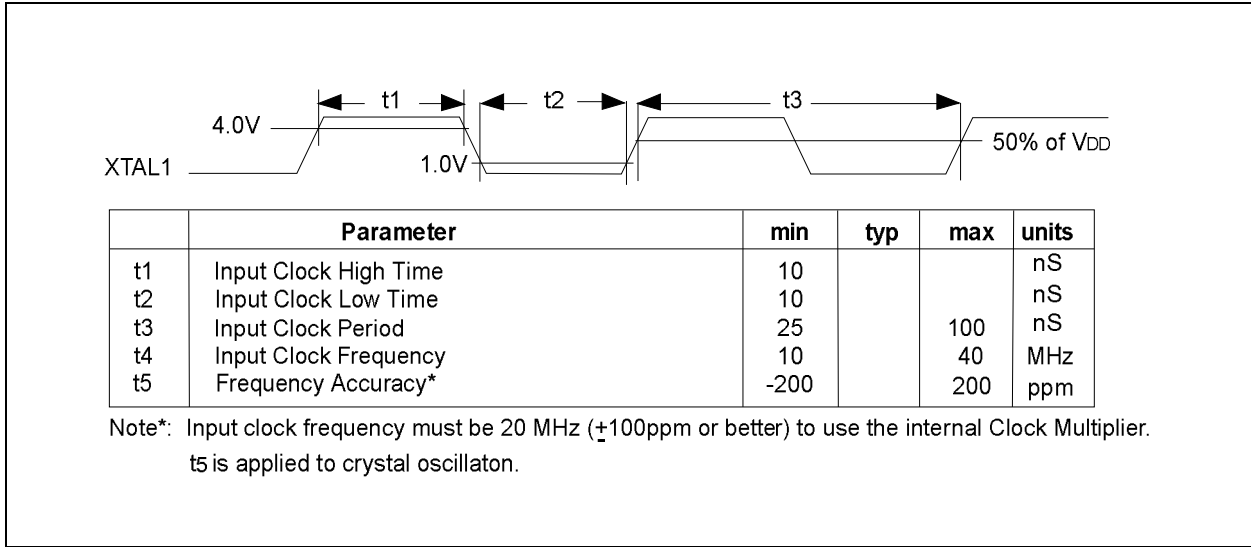 t1 t2 t3
4.0V
50% of VDD
1.0V
XTAL1
Parameter min typ max units
t1 Input Clock High Time 10 nS
t2 Input Clock Low Time 10 nS
t3 Input Clock Period 25 100 nS
t4 Input Clock Frequency 10 40 MHz
t5 Frequency Accuracy* -200 200 ppm
Note*: Input clock frequency must be 20 MHz (±100ppm or better) to use the internal Clock Multiplier.
t5 is applied to crystal oscillaton.